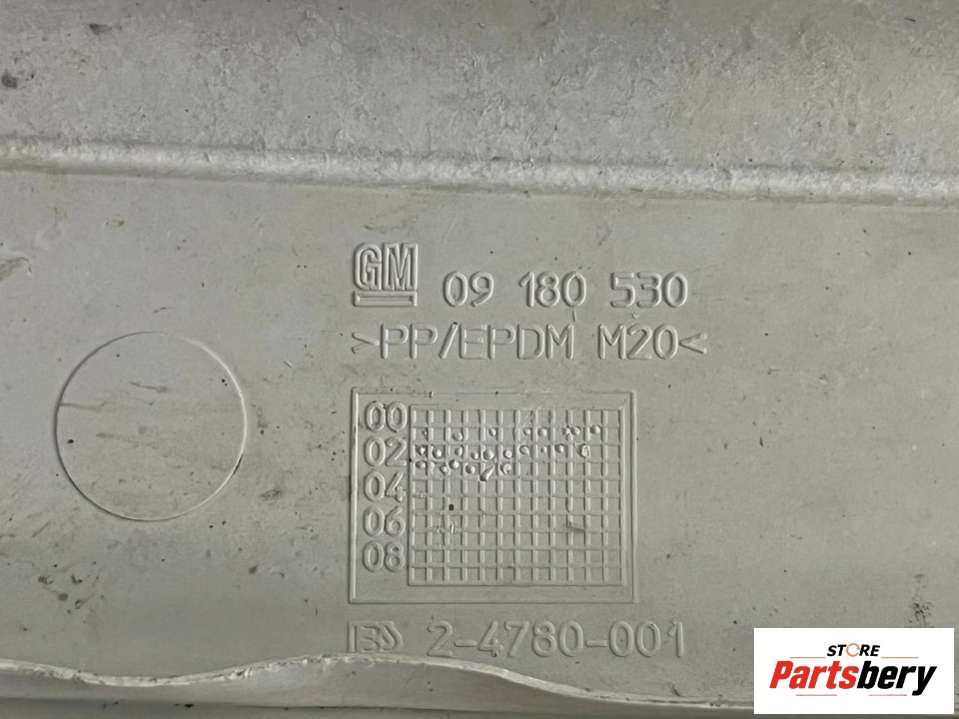 GM 09 180 530
>PP/EPDM M20<
00
02
04
06
08
2-4780-001
STORE
Partsbery